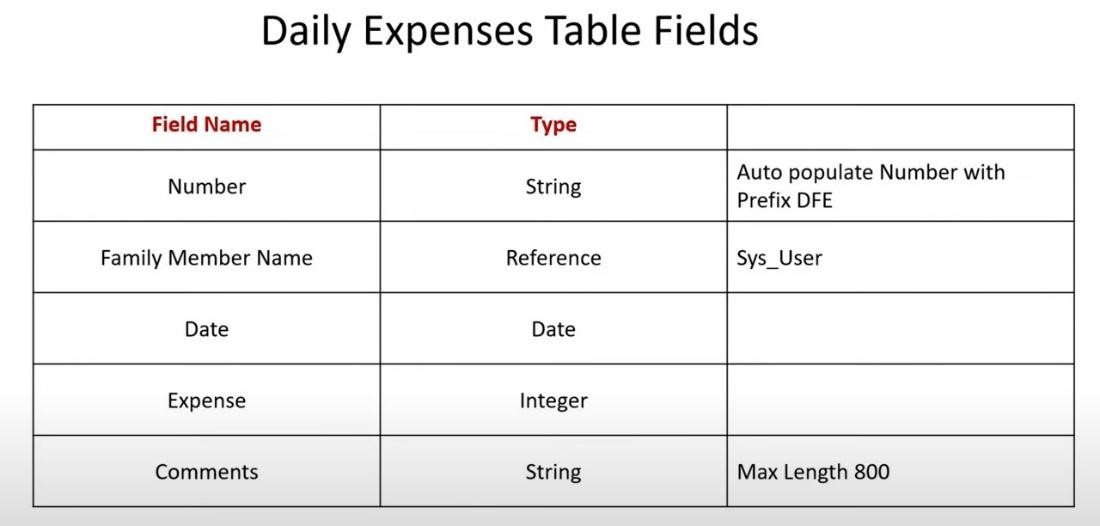 Daily Expenses Table Fields
Field Name Type
Number String Auto populate Number with
Prefix DFE
Family Member Name Reference Sys_User
Date Date
Expense Integer
Comments String Max Length 800